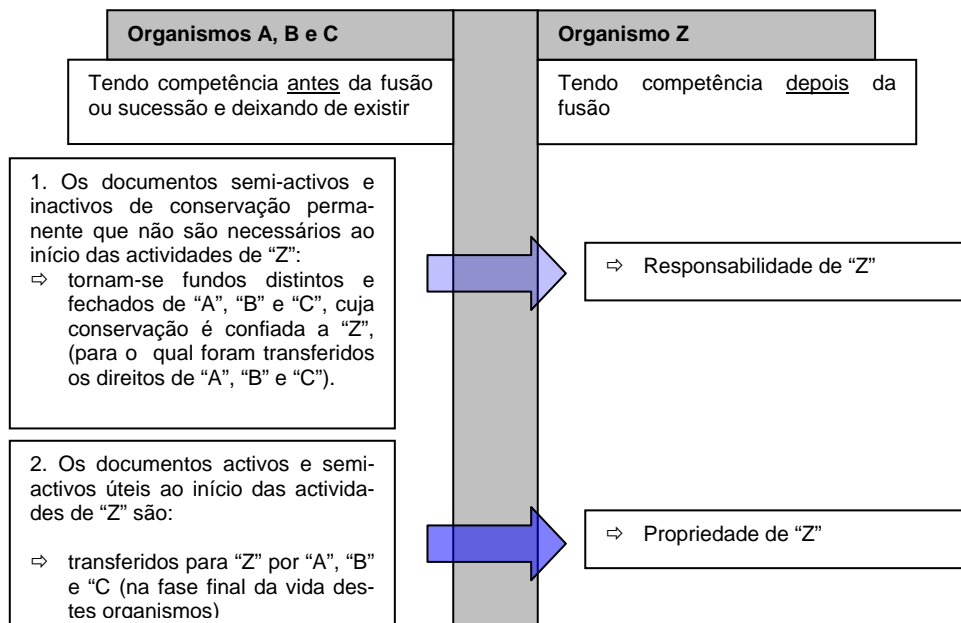 Organismos A, B e C
Organismo Z
Tendo competência antes da fusão
ou sucessão e deixando de existir
Tendo competência depois da
fusão
1. Os documentos semi-activos e
inactivos de conservação perma-
nente que não são necessários ao
início das actividades de “Z”:
⇨ tornam-se fundos distintos e
fechados de “A”, “B” e “C”, cuja
conservação é confiada a “Z”,
(para o qual foram transferidos
os direitos de “A”, “B” e “C”).
⇨ Responsabilidade de “Z”
2. Os documentos activos e semi-
activos úteis ao início das activida-
des de “Z” são:
⇨ transferidos para “Z” por “A”, “B”
e “C (na fase final da vida des-
tes organismos)
⇨ Propriedade de “Z”